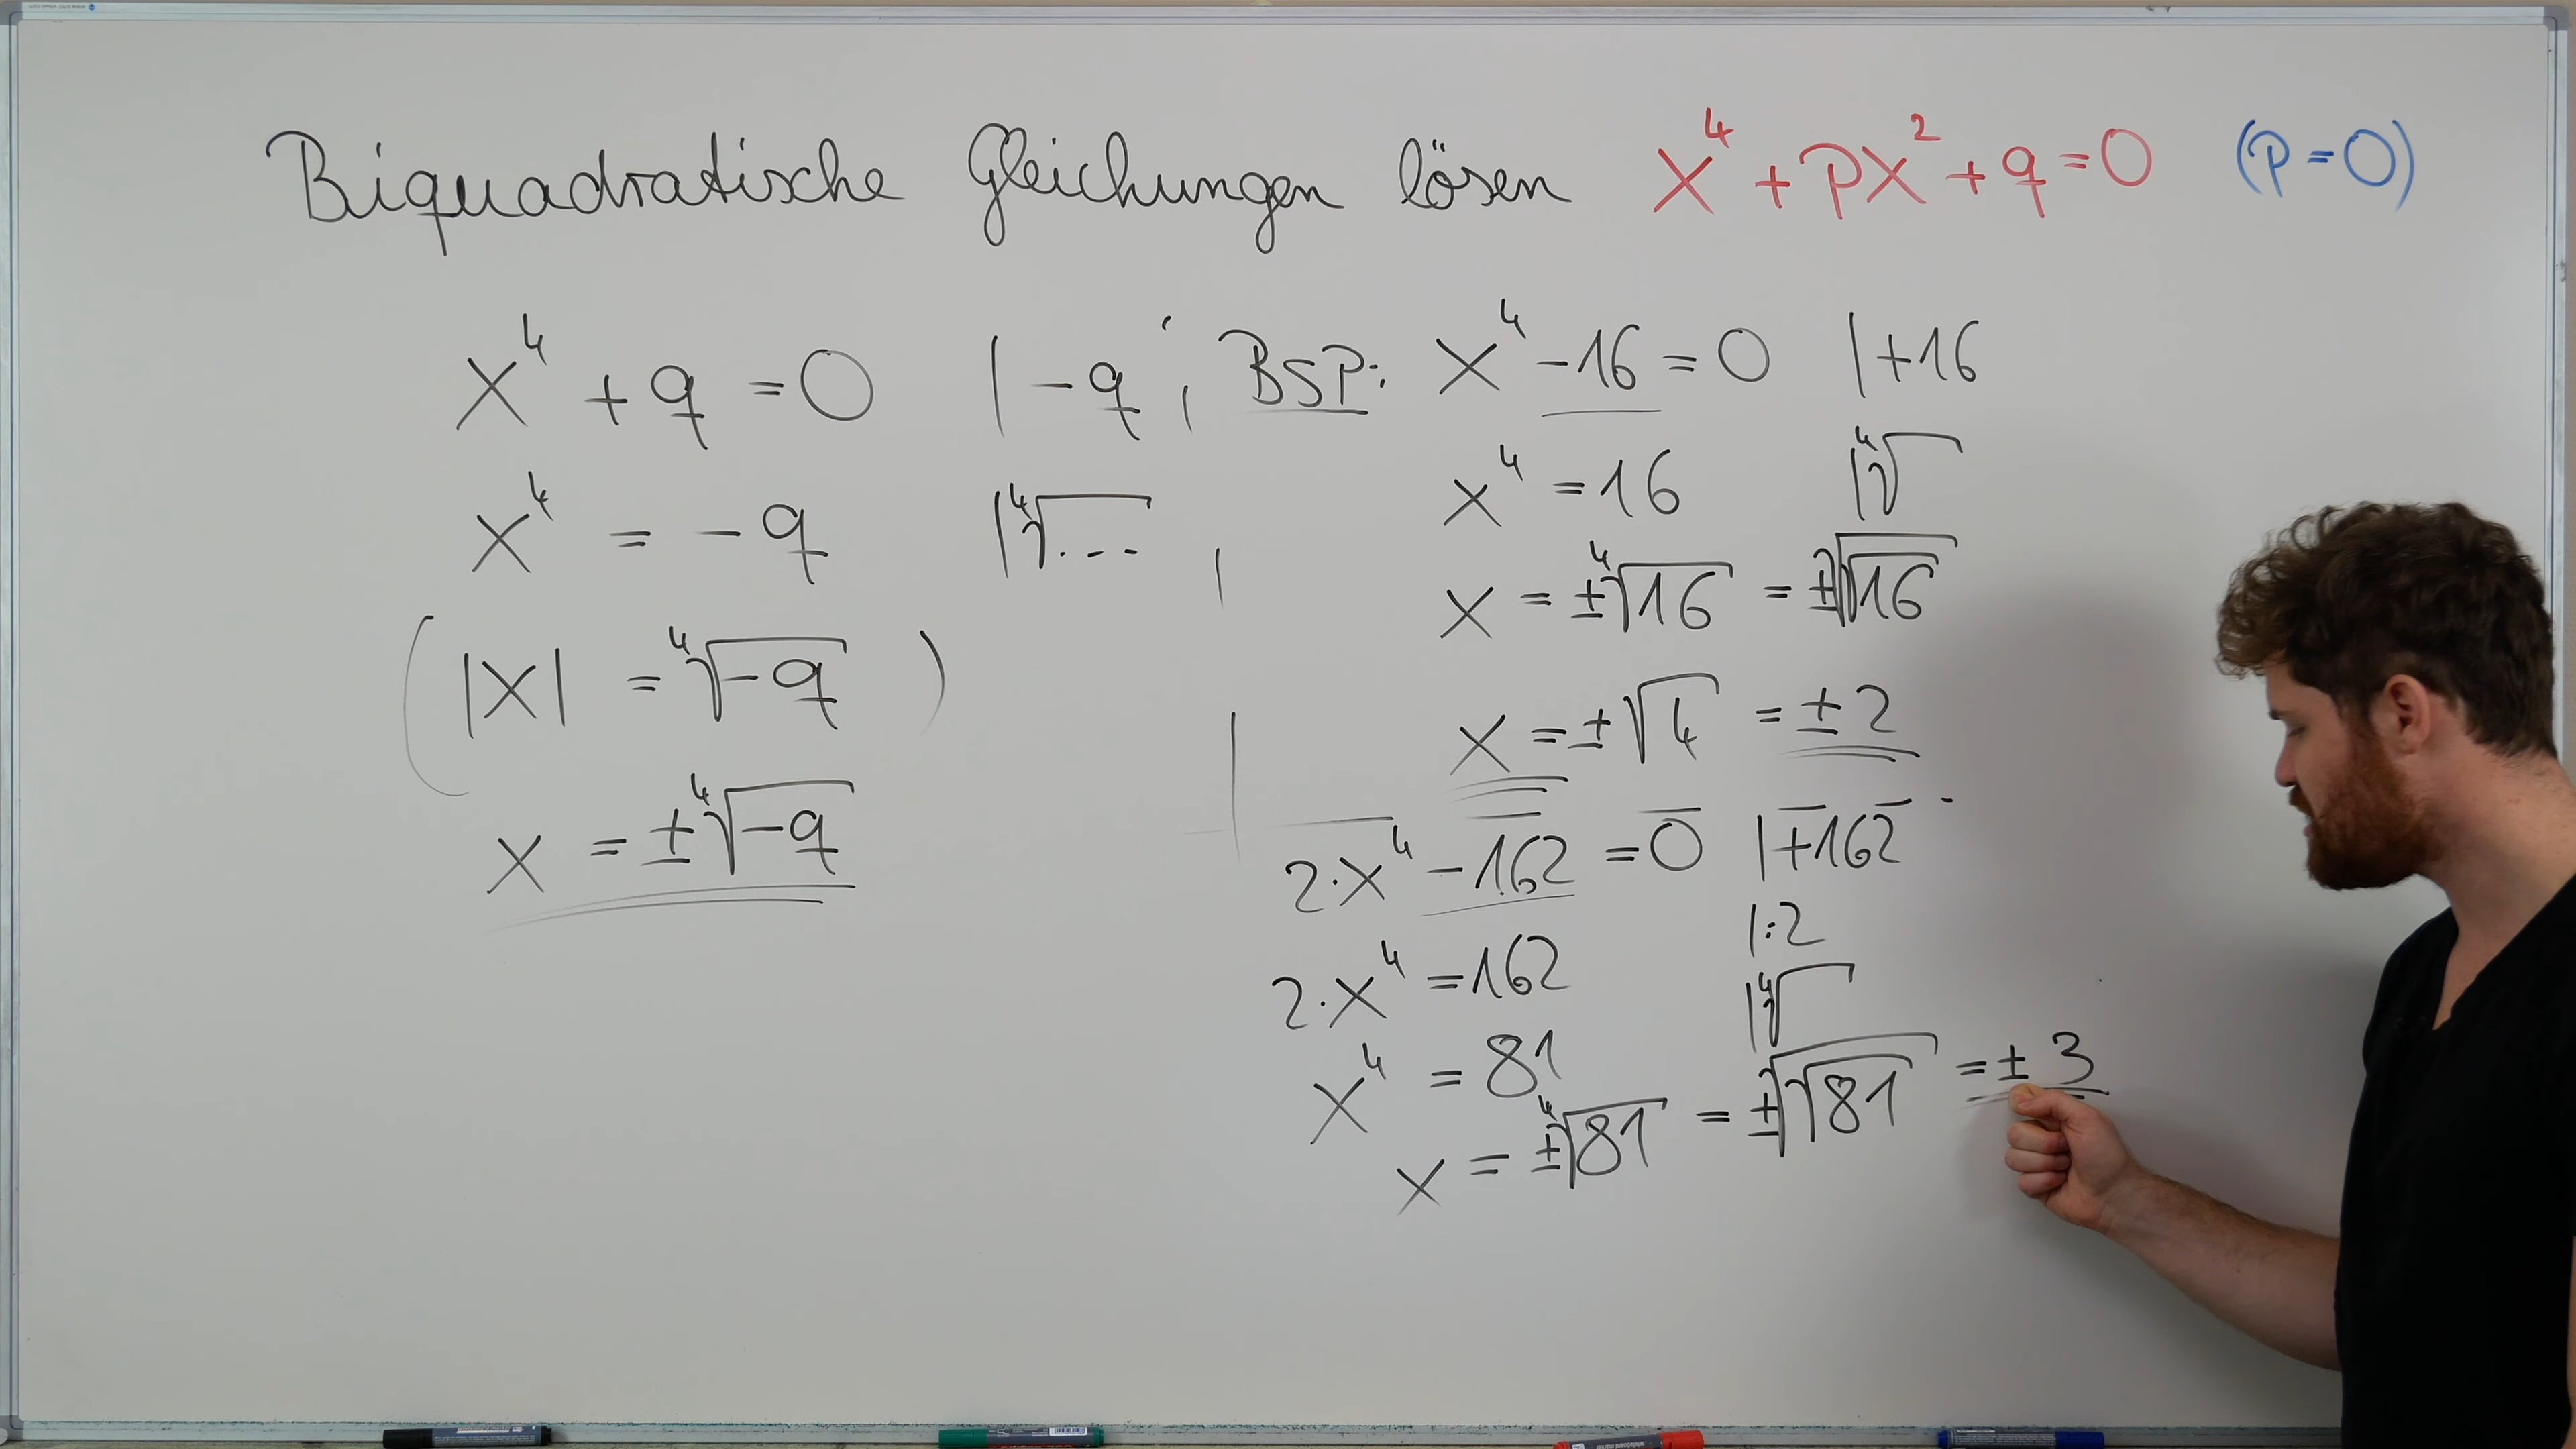 Biquadratische Gleichungen lösen x⁴ + px² + q = 0 (p = 0)
x⁴ + q = 0 | -q
x⁴ = -q | ⁴√...
( |x| = ⁴√-q )
x = ±⁴√-q
BSP: x⁴ - 16 = 0 | +16
x⁴ = 16 | ⁴√
x = ±⁴√16 = ±√√16
x = ±√4 = ±2
2·x⁴ - 162 = 0 | +162
2·x⁴ = 162 | :2
x⁴ = 81 | ⁴√
x = ±⁴√81 = ±√√81 = ±3